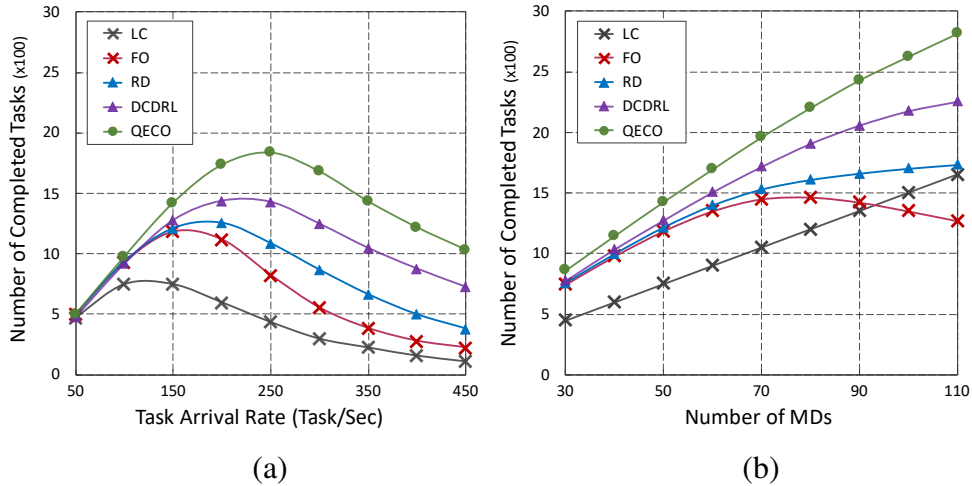 Number of Completed Tasks (x100)
30
25
20
15
10
5
0
LC
FO
RD
DCDRL
QECO
50
150
250
350
450
Task Arrival Rate (Task/Sec)
(a)
Number of Completed Tasks (x100)
30
25
20
15
10
5
0
LC
FO
RD
DCDRL
QECO
30
50
70
90
110
Number of MDs
(b)